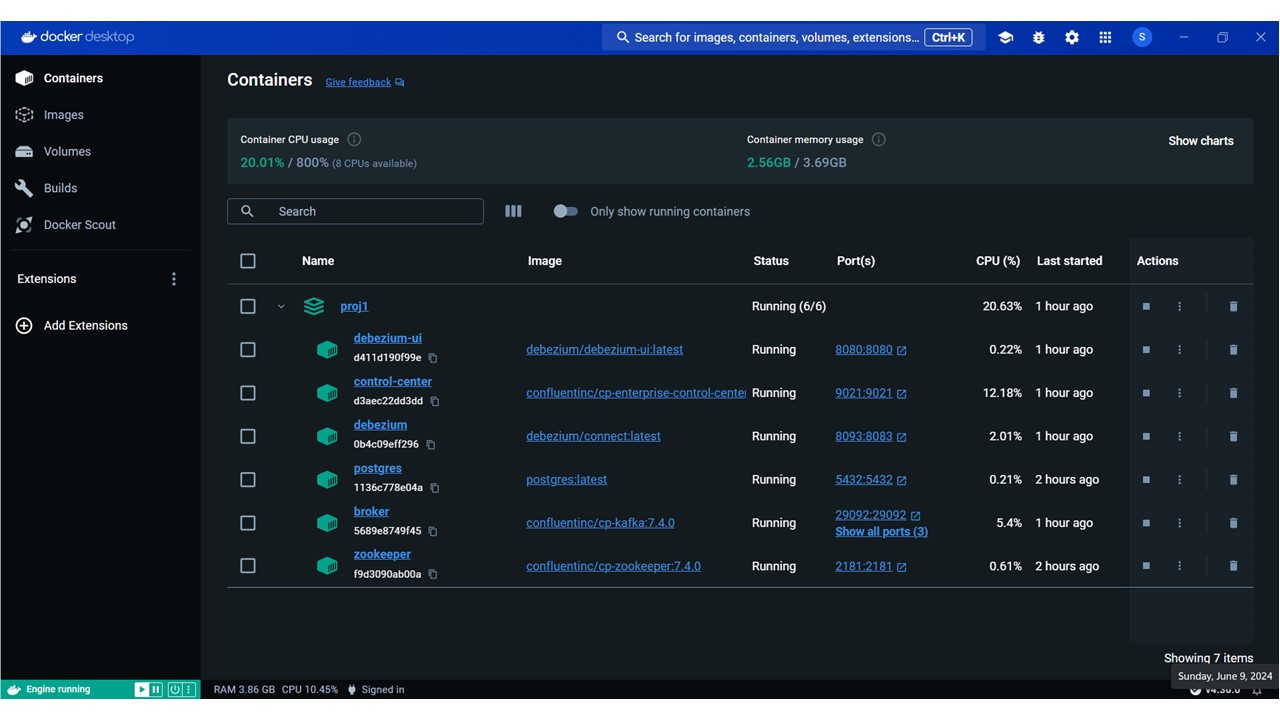 docker desktop
Search for images, containers, volumes, extensions... Ctrl+K
S
Containers
Images
Volumes
Builds
Docker Scout
Extensions
Add Extensions
Containers Give feedback
Container CPU usage
20.01% / 800% (8 CPUs available)
Container memory usage
2.56GB / 3.69GB
Show charts
Search
Only show running containers
Name Image Status Port(s) CPU (%) Last started Actions
proj1 Running (6/6) 20.63% 1 hour ago
debezium-ui
d411d190f99e
debezium/debezium-ui:latest Running 8080:8080 0.22% 1 hour ago
control-center
d3aec22dd3dd
confluentinc/cp-enterprise-control-center Running 9021:9021 12.18% 1 hour ago
debezium
0b4c09eff296
debezium/connect:latest Running 8093:8083 2.01% 1 hour ago
postgres
1136c778e04a
postgres:latest Running 5432:5432 0.21% 2 hours ago
broker
5689e8749f45
confluentinc/cp-kafka:7.4.0 Running 29092:29092 5.4% 1 hour ago
Show all ports (3)
zookeeper
f9d3090ab00a
confluentinc/cp-zookeeper:7.4.0 Running 2181:2181 0.61% 2 hours ago
Showing 7 items
Sunday, June 9, 2024
Engine running
RAM 3.86 GB CPU 10.45% Signed in
v4.30.0